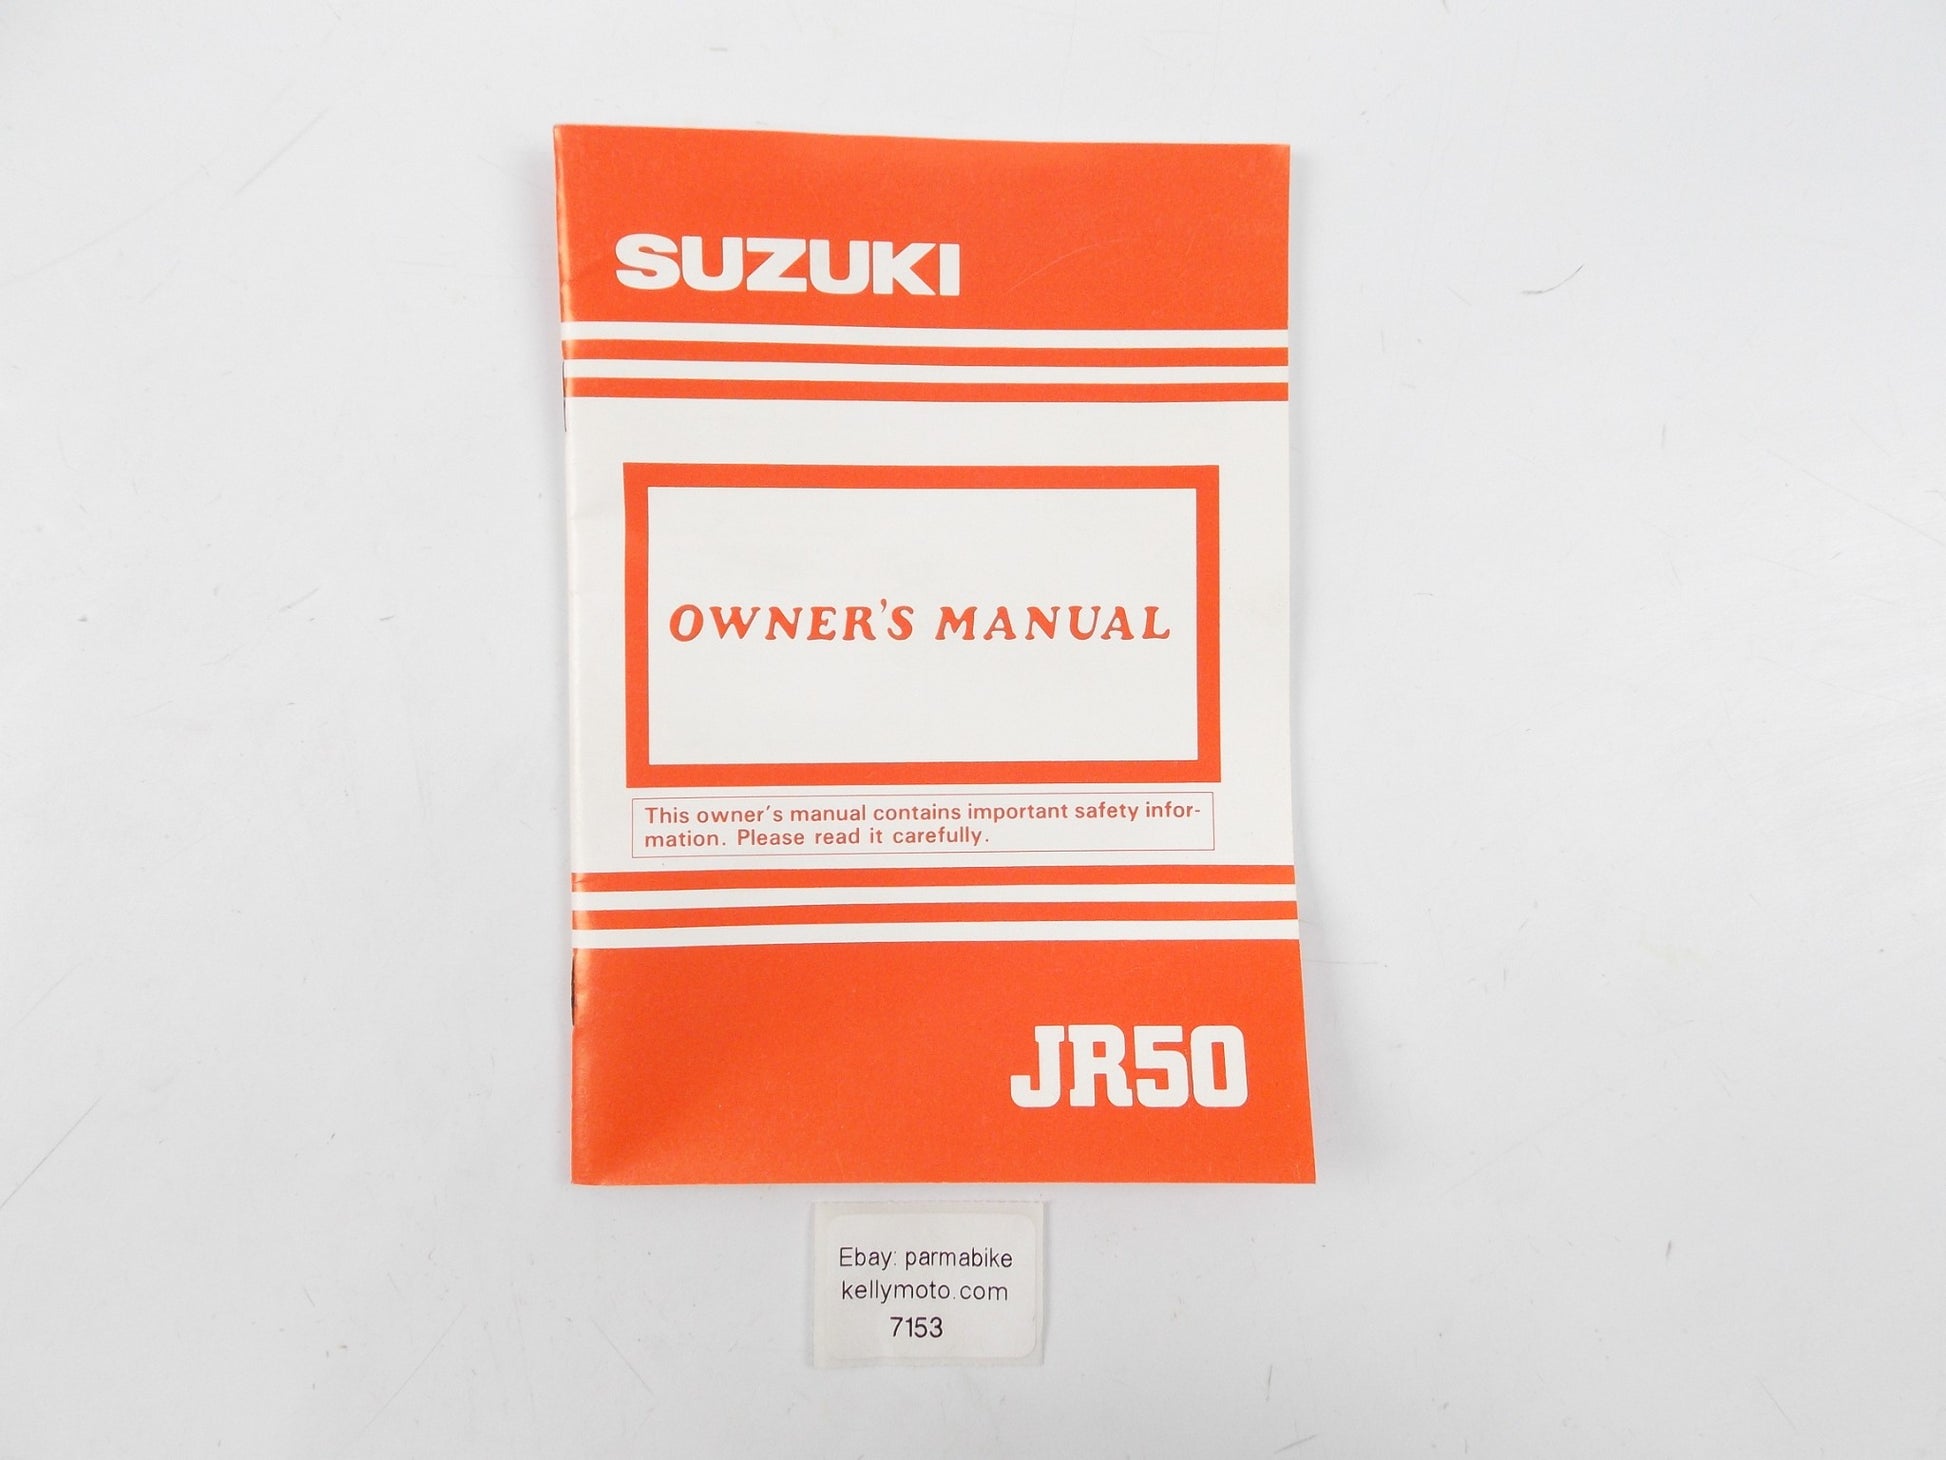 SUZUKI
OWNER'S MANUAL
This owner's manual contains important safety infor-
mation. Please read it carefully.
JR50
Ebay: parmabike
kellymoto.com
7153